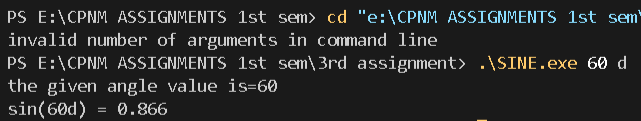 PS E:\CPNM ASSIGNMENTS 1st sem> cd "e:\CPNM ASSIGNMENTS 1st sem\
invalid number of arguments in command line
PS E:\CPNM ASSIGNMENTS 1st sem\3rd assignment> .\SINE.exe 60 d
the given angle value is=60
sin(60d) = 0.866